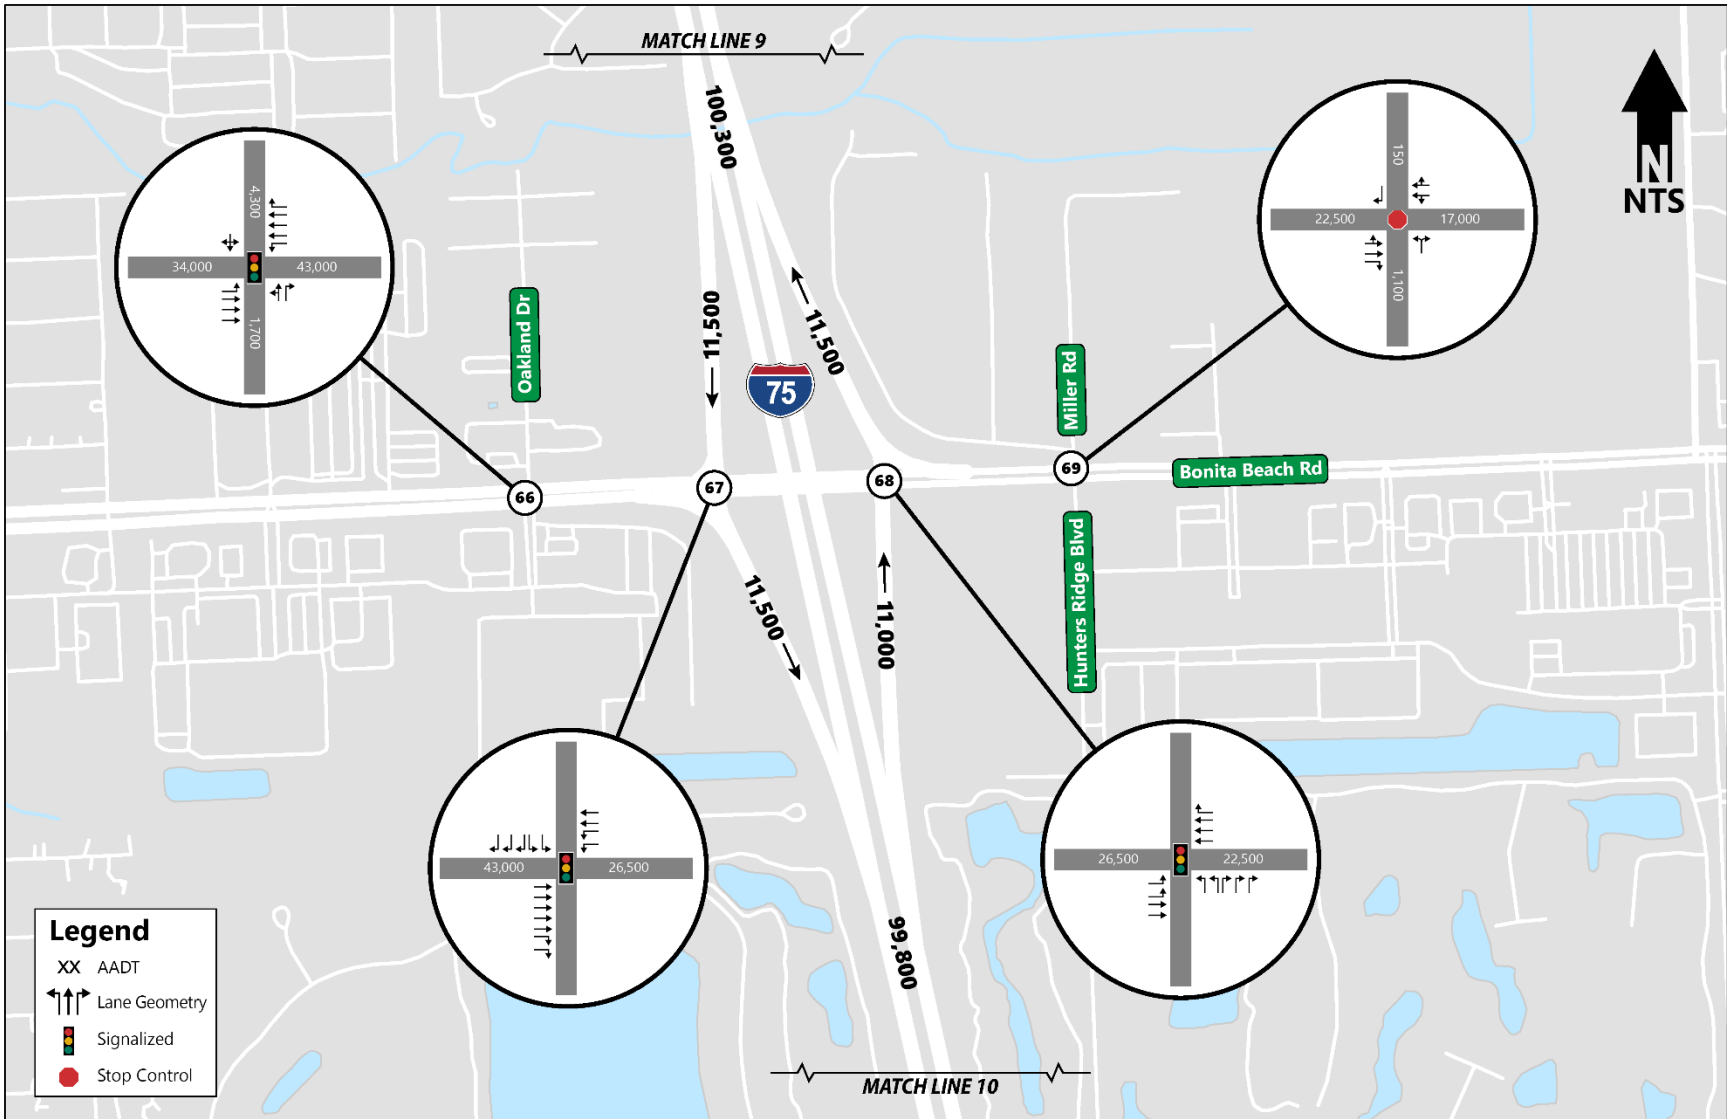 MATCH LINE 9
N
NTS
100,300
4,300
34,000
43,000
1,700
150
22,500
17,000
1,100
Oakland Dr
11,500
11,500
75
Miller Rd
66
67
68
69
Bonita Beach Rd
Hunters Ridge Blvd
11,500
11,000
43,000
26,500
26,500
22,500
99,800
Legend
XX AADT
Lane Geometry
Signalized
Stop Control
MATCH LINE 10